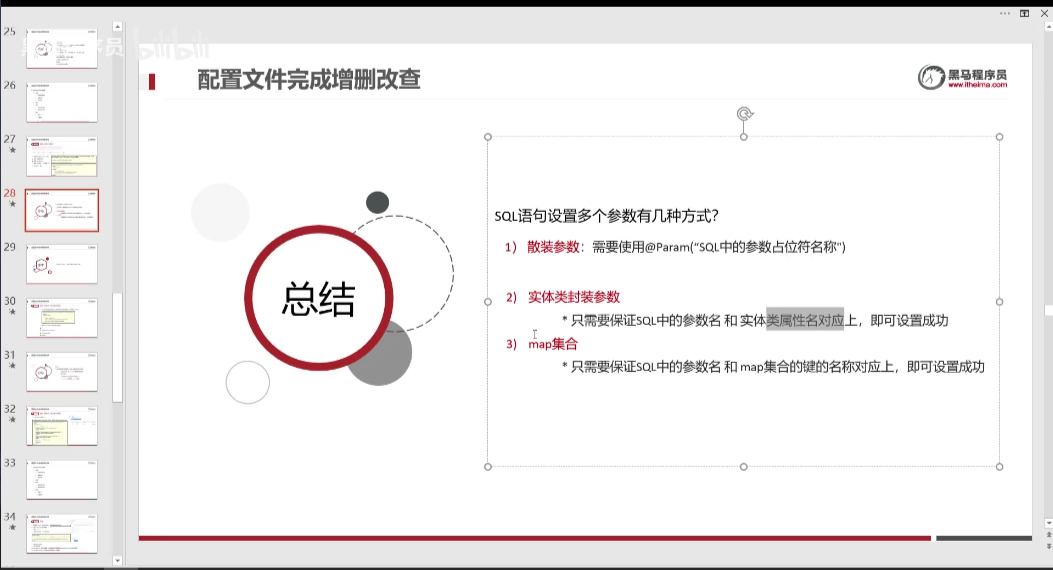 配置文件完成增删改查
黑马程序员
www.itheima.com
总结
SQL语句设置多个参数有几种方式？
1） 散装参数：需要使用@Param(“SQL中的参数占位符名称")
2） 实体类封装参数
* 只需要保证SQL中的参数名 和 实体类属性名对应上，即可设置成功
3） map集合
* 只需要保证SQL中的参数名 和 map集合的键的名称对应上，即可设置成功
25
26
27
28
29
30
31
32
33
34
bilibili